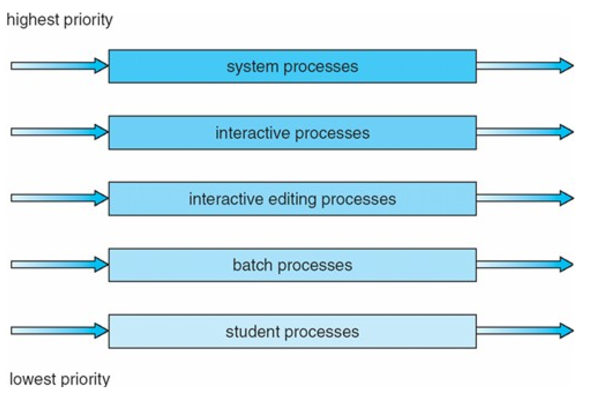 highest priority
system processes
interactive processes
interactive editing processes
batch processes
student processes
lowest priority